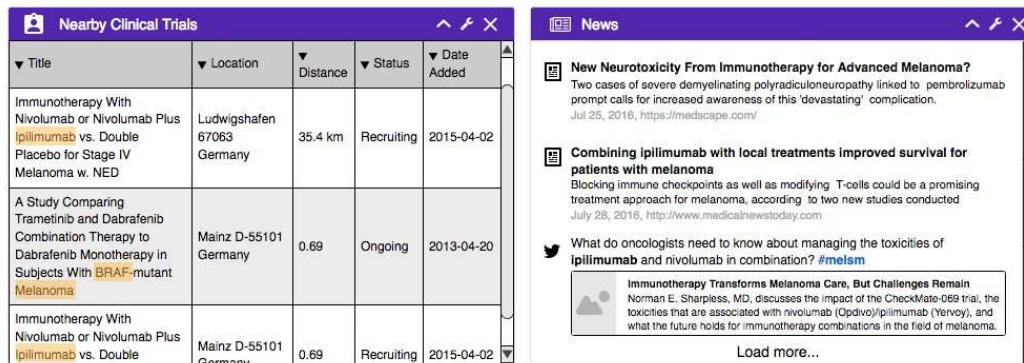 Nearby Clinical Trials
Title
Location
Distance
Status
Date
Added
Immunotherapy With
Nivolumab or Nivolumab Plus
Ipilimumab vs. Double
Placebo for Stage IV
Melanoma w. NED
Ludwigshafen
67063
Germany
35.4 km
Recruiting
2015-04-02
A Study Comparing
Trametinib and Dabrafenib
Combination Therapy to
Dabrafenib Monotherapy in
Subjects With BRAF-mutant
Melanoma
Mainz D-55101
Germany
0.69
Ongoing
2013-04-20
Immunotherapy With
Nivolumab or Nivolumab Plus
Ipilimumab vs. Double
Mainz D-55101
Germany
0.69
Recruiting
2015-04-02
News
New Neurotoxicity From Immunotherapy for Advanced Melanoma?
Two cases of severe demyelinating polyradiculoneuropathy linked to pembrolizumab
prompt calls for increased awareness of this 'devastating' complication.
Jul 25, 2016, https://medscape.com/
Combining ipilimumab with local treatments improved survival for
patients with melanoma
Blocking immune checkpoints as well as modifying T-cells could be a promising
treatment approach for melanoma, according to two new studies conducted
July 28, 2016, http://www.medicalnewstoday.com
What do oncologists need to know about managing the toxicities of
ipilimumab and nivolumab in combination? #melsm
Immunotherapy Transforms Melanoma Care, But Challenges Remain
Norman E. Sharpless, MD, discusses the impact of the CheckMate-069 trial, the
toxicities that are associated with nivolumab (Opdivo)/ipilimumab (Yervoy), and
what the future holds for immunotherapy combinations in the field of melanoma.
Load more...